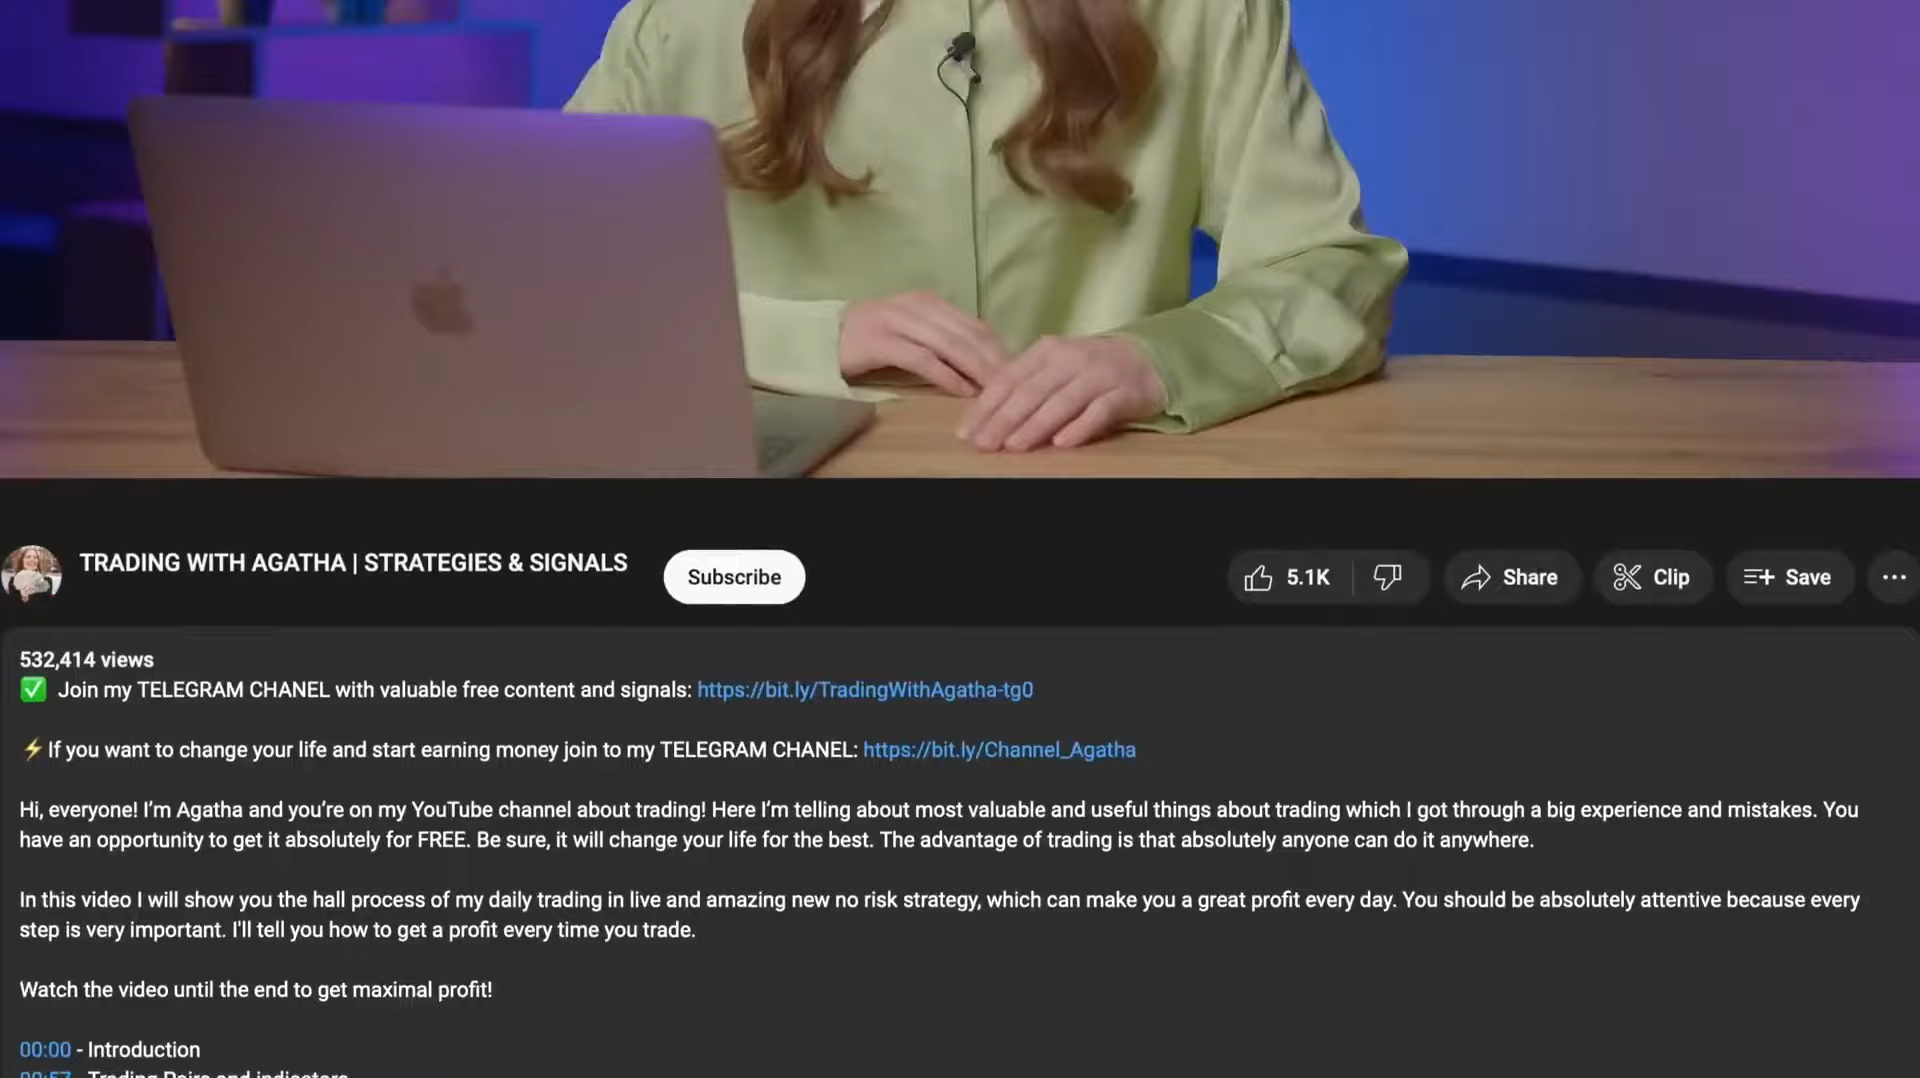 TRADING WITH AGATHA | STRATEGIES & SIGNALS
Subscribe
5.1K
Share
Clip
Save
532,414 views
✅ Join my TELEGRAM CHANEL with valuable free content and signals: https://bit.ly/TradingWithAgatha-tg0
⚡If you want to change your life and start earning money join to my TELEGRAM CHANEL: https://bit.ly/Channel_Agatha
Hi, everyone! I’m Agatha and you’re on my YouTube channel about trading! Here I’m telling about most valuable and useful things about trading which I got through a big experience and mistakes. You
have an opportunity to get it absolutely for FREE. Be sure, it will change your life for the best. The advantage of trading is that absolutely anyone can do it anywhere.
In this video I will show you the hall process of my daily trading in live and amazing new no risk strategy, which can make you a great profit every day. You should be absolutely attentive because every
step is very important. I'll tell you how to get a profit every time you trade.
Watch the video until the end to get maximal profit!
00:00 - Introduction
00:57 - Trading Pairs and indicators